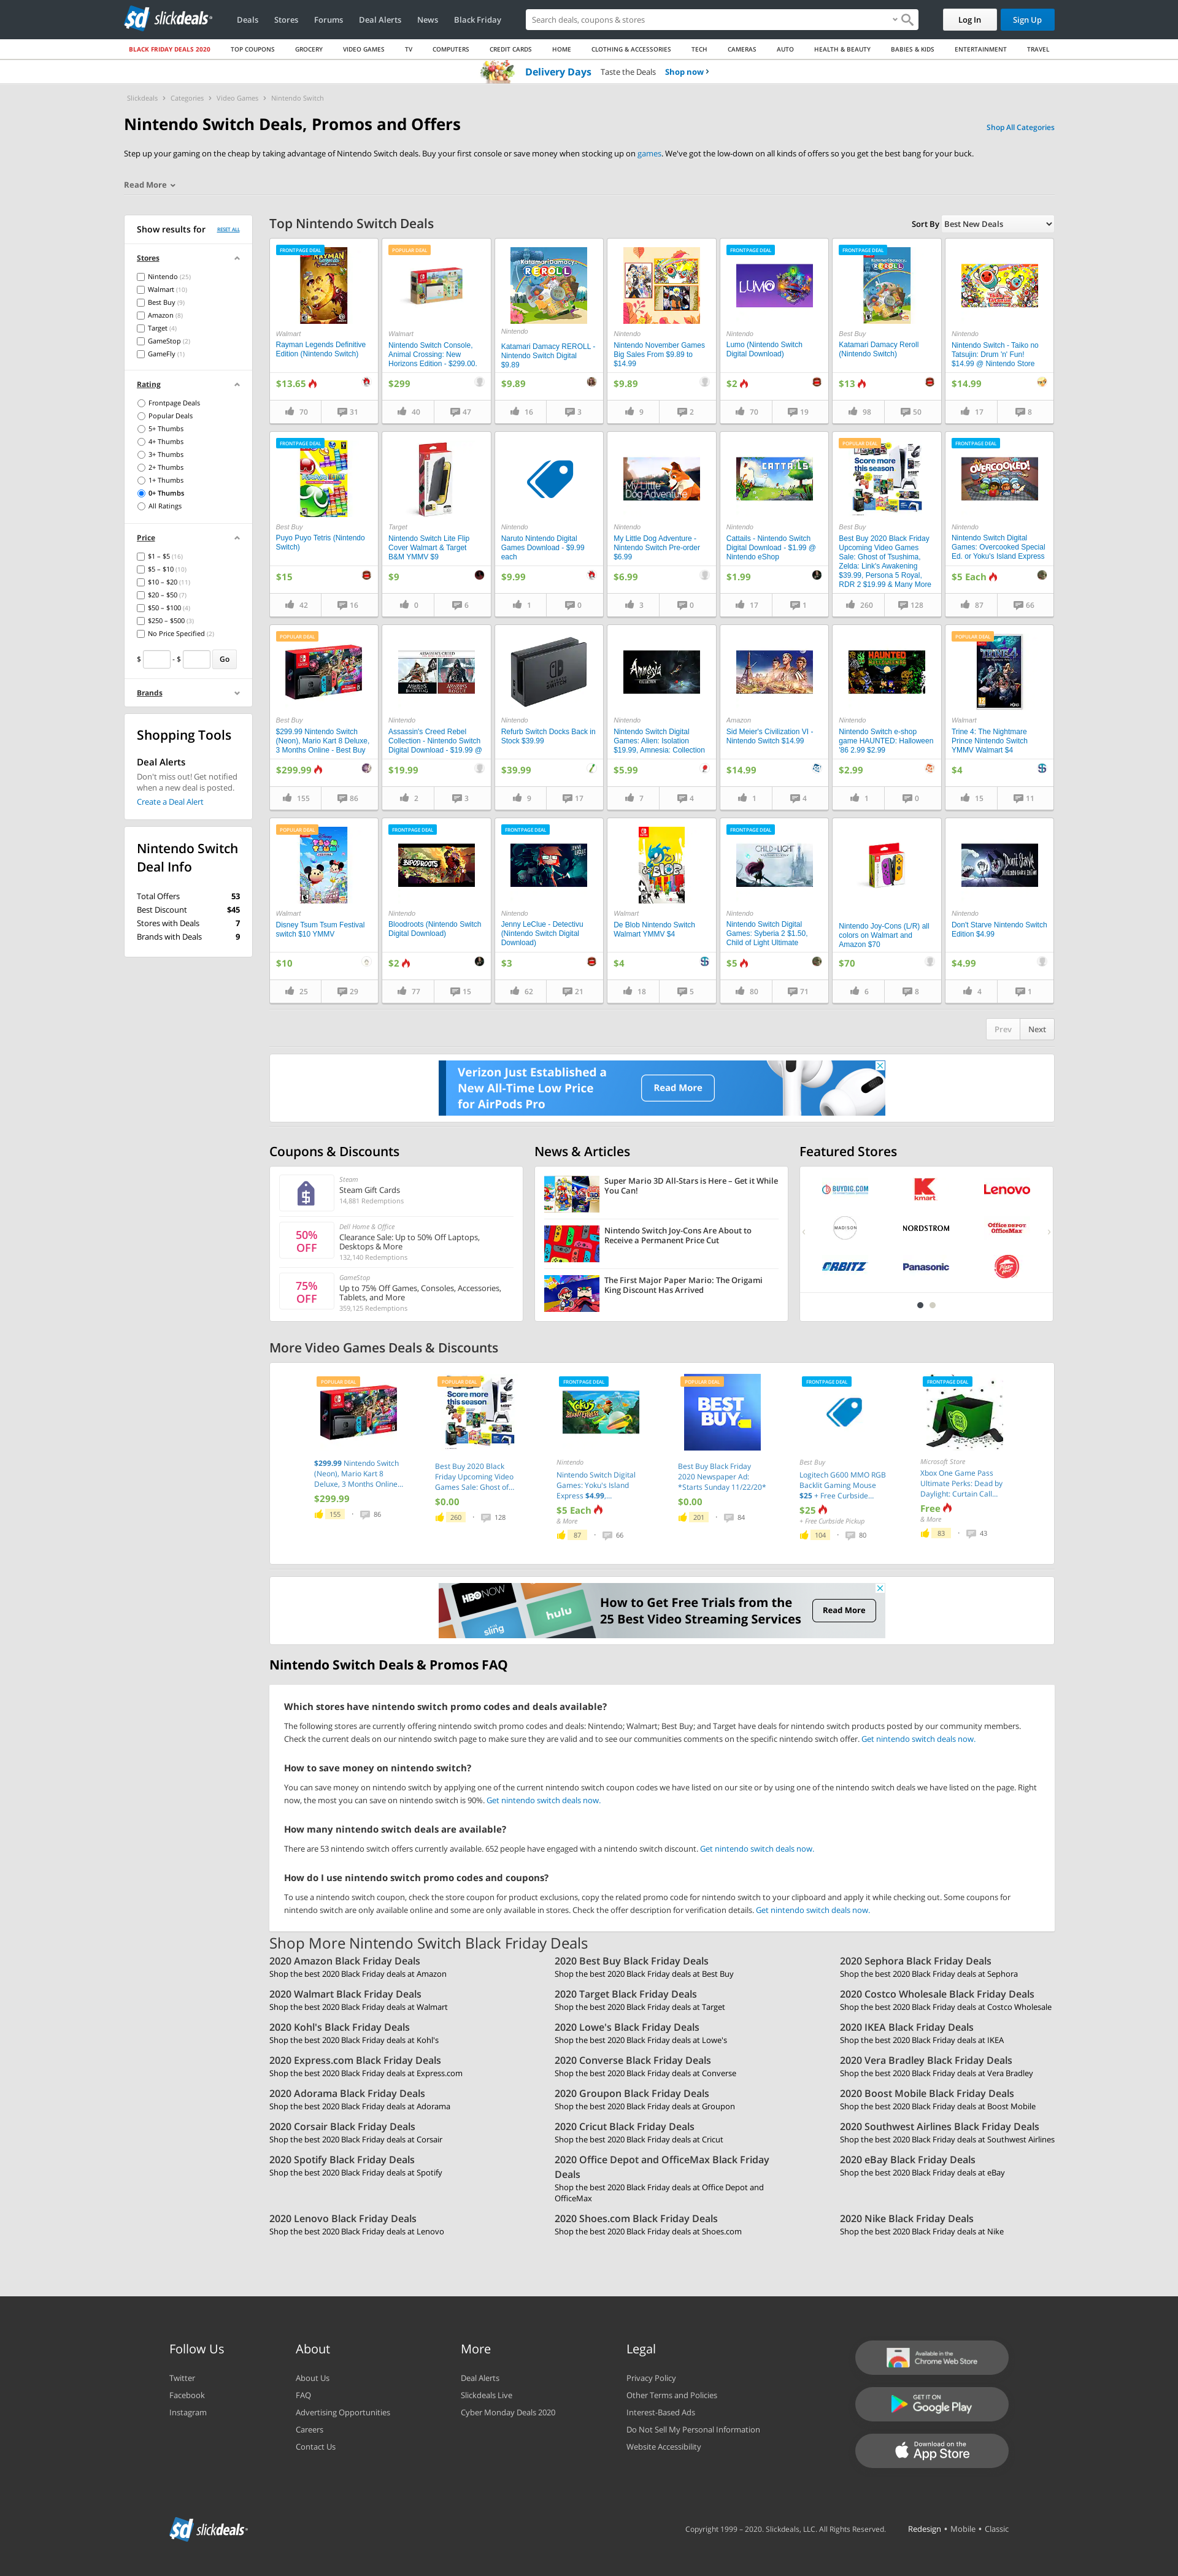 slickdeals
Deals
Stores
Forums
Deal Alerts
News
Black Friday
Search deals, coupons & stores
Log In
Sign Up
BLACK FRIDAY DEALS 2020
TOP COUPONS
GROCERY
VIDEO GAMES
TV
COMPUTERS
CREDIT CARDS
HOME
CLOTHING & ACCESSORIES
TECH
CAMERAS
AUTO
HEALTH & BEAUTY
BABIES & KIDS
ENTERTAINMENT
TRAVEL
Delivery Days Taste the Deals Shop now ›
Slickdeals › Categories › Video Games › Nintendo Switch
Nintendo Switch Deals, Promos and Offers
Shop All Categories
Step up your gaming on the cheap by taking advantage of Nintendo Switch deals. Buy your first console or save money when stocking up on games. We've got the low-down on all kinds of offers so you get the best bang for your buck.
Read More
Show results for
RESET ALL
Stores
Nintendo (25)
Walmart (10)
Best Buy (9)
Amazon (8)
Target (4)
GameStop (2)
GameFly (1)
Rating
Frontpage Deals
Popular Deals
5+ Thumbs
4+ Thumbs
3+ Thumbs
2+ Thumbs
1+ Thumbs
0+ Thumbs
All Ratings
Price
$1 – $5 (16)
$5 – $10 (10)
$10 – $20 (11)
$20 – $50 (7)
$50 – $100 (4)
$250 – $500 (3)
No Price Specified (2)
$ - $ Go
Brands
Shopping Tools
Deal Alerts
Don't miss out! Get notified
when a new deal is posted.
Create a Deal Alert
Nintendo Switch
Deal Info
Total Offers 53
Best Discount $45
Stores with Deals 7
Brands with Deals 9
Top Nintendo Switch Deals
Sort By Best New Deals
FRONTPAGE DEAL
Walmart
Rayman Legends Definitive
Edition (Nintendo Switch)
$13.65
70 31
POPULAR DEAL
Walmart
Nintendo Switch Console,
Animal Crossing: New
Horizons Edition - $299.00.
$299
40 47
Nintendo
Katamari Damacy REROLL -
Nintendo Switch Digital
$9.89
$9.89
16 3
Nintendo
Nintendo November Games
Big Sales From $9.89 to
$14.99
$9.89
9 2
FRONTPAGE DEAL
LUMO
Nintendo
Lumo (Nintendo Switch
Digital Download)
$2
70 19
FRONTPAGE DEAL
Best Buy
Katamari Damacy Reroll
(Nintendo Switch)
$13
98 50
Nintendo
Nintendo Switch - Taiko no
Tatsujin: Drum 'n' Fun!
$14.99 @ Nintendo Store
$14.99
17 8
FRONTPAGE DEAL
Best Buy
Puyo Puyo Tetris (Nintendo
Switch)
$15
42 16
Target
Nintendo Switch Lite Flip
Cover Walmart & Target
B&M YMMV $9
$9
0 6
Nintendo
Naruto Nintendo Digital
Games Download - $9.99
each
$9.99
1 0
My Little
Dog Adventure
Nintendo
My Little Dog Adventure -
Nintendo Switch Pre-order
$6.99
$6.99
3 0
CATTAILS
Nintendo
Cattails - Nintendo Switch
Digital Download - $1.99 @
Nintendo eShop
$1.99
17 1
POPULAR DEAL
Score more
this season
Best Buy
Best Buy 2020 Black Friday
Upcoming Video Games
Sale: Ghost of Tsushima,
Zelda: Link's Awakening
$39.99, Persona 5 Royal,
RDR 2 $19.99 & Many More
260 128
FRONTPAGE DEAL
OVERCOOKED!
Nintendo
Nintendo Switch Digital
Games: Overcooked Special
Ed. or Yoku's Island Express
$5 Each
87 66
POPULAR DEAL
Best Buy
$299.99 Nintendo Switch
(Neon), Mario Kart 8 Deluxe,
3 Months Online - Best Buy
$299.99
155 86
Nintendo
Assassin's Creed Rebel
Collection - Nintendo Switch
Digital Download - $19.99 @
$19.99
2 3
Nintendo
Refurb Switch Docks Back in
Stock $39.99
$39.99
9 17
Amnesia
Nintendo
Nintendo Switch Digital
Games: Alien: Isolation
$19.99, Amnesia: Collection
$5.99
7 4
Amazon
Sid Meier's Civilization VI -
Nintendo Switch $14.99
$14.99
1 4
HAUNTED
Nintendo
Nintendo Switch e-shop
game HAUNTED: Halloween
'86 2.99 $2.99
$2.99
1 0
POPULAR DEAL
TRINE 4
Walmart
Trine 4: The Nightmare
Prince Nintendo Switch
YMMV Walmart $4
$4
15 11
POPULAR DEAL
Walmart
Disney Tsum Tsum Festival
switch $10 YMMV
$10
25 29
FRONTPAGE DEAL
BLOODROOTS
Nintendo
Bloodroots (Nintendo Switch
Digital Download)
$2
77 15
FRONTPAGE DEAL
Nintendo
Jenny LeClue - Detectivu
(Nintendo Switch Digital
Download)
$3
62 21
Walmart
De Blob Nintendo Switch
Walmart YMMV $4
$4
18 5
FRONTPAGE DEAL
CHILD of LIGHT
Nintendo
Nintendo Switch Digital
Games: Syberia 2 $1.50,
Child of Light Ultimate
$5
80 71
Nintendo Joy-Cons (L/R) all
colors on Walmart and
Amazon $70
$70
6 8
Don't Starve
Nintendo
Don't Starve Nintendo Switch
Edition $4.99
$4.99
4 1
Prev Next
Verizon Just Established a
New All-Time Low Price
for AirPods Pro
Read More
Coupons & Discounts
Steam
Steam Gift Cards
14,881 Redemptions
50%
OFF
Dell Home & Office
Clearance Sale: Up to 50% Off Laptops,
Desktops & More
132,140 Redemptions
75%
OFF
GameStop
Up to 75% Off Games, Consoles, Accessories,
Tablets, and More
359,125 Redemptions
News & Articles
Super Mario 3D All-Stars is Here – Get it While
You Can!
Nintendo Switch Joy-Cons Are About to
Receive a Permanent Price Cut
The First Major Paper Mario: The Origami
King Discount Has Arrived
Featured Stores
BUYDIG.COM
kmart
Lenovo
MADISON
NORDSTROM
Office DEPOT
OfficeMax
ORBITZ
Panasonic
More Video Games Deals & Discounts
POPULAR DEAL
$299.99 Nintendo Switch
(Neon), Mario Kart 8
Deluxe, 3 Months Online...
$299.99
155 · 86
POPULAR DEAL
Score more
this season
Best Buy 2020 Black
Friday Upcoming Video
Games Sale: Ghost of...
$0.00
260 · 128
FRONTPAGE DEAL
Nintendo
Nintendo Switch Digital
Games: Yoku's Island
Express $4.99,...
$5 Each
& More
87 · 66
POPULAR DEAL
BEST
BUY
Best Buy Black Friday
2020 Newspaper Ad:
*Starts Sunday 11/22/20*
$0.00
201 · 84
FRONTPAGE DEAL
Best Buy
Logitech G600 MMO RGB
Backlit Gaming Mouse
$25 + Free Curbside...
$25
+ Free Curbside Pickup
104 · 80
FRONTPAGE DEAL
Microsoft Store
Xbox One Game Pass
Ultimate Perks: Dead by
Daylight: Curtain Call...
Free
& More
83 · 43
HBO NOW
hulu
sling
How to Get Free Trials from the
25 Best Video Streaming Services
Read More
Nintendo Switch Deals & Promos FAQ
Which stores have nintendo switch promo codes and deals available?
The following stores are currently offering nintendo switch promo codes and deals: Nintendo; Walmart; Best Buy; and Target have deals for nintendo switch products posted by our community members.
Check the current deals on our nintendo switch page to make sure they are valid and to see our communities comments on the specific nintendo switch offer. Get nintendo switch deals now.
How to save money on nintendo switch?
You can save money on nintendo switch by applying one of the current nintendo switch coupon codes we have listed on our site or by using one of the nintendo switch deals we have listed on the page. Right
now, the most you can save on nintendo switch is 90%. Get nintendo switch deals now.
How many nintendo switch deals are available?
There are 53 nintendo switch offers currently available. 652 people have engaged with a nintendo switch discount. Get nintendo switch deals now.
How do I use nintendo switch promo codes and coupons?
To use a nintendo switch coupon, check the store coupon for product exclusions, copy the related promo code for nintendo switch to your clipboard and apply it while checking out. Some coupons for
nintendo switch are only available online and some are only available in stores. Check the offer description for verification details. Get nintendo switch deals now.
Shop More Nintendo Switch Black Friday Deals
2020 Amazon Black Friday Deals
Shop the best 2020 Black Friday deals at Amazon
2020 Best Buy Black Friday Deals
Shop the best 2020 Black Friday deals at Best Buy
2020 Sephora Black Friday Deals
Shop the best 2020 Black Friday deals at Sephora
2020 Walmart Black Friday Deals
Shop the best 2020 Black Friday deals at Walmart
2020 Target Black Friday Deals
Shop the best 2020 Black Friday deals at Target
2020 Costco Wholesale Black Friday Deals
Shop the best 2020 Black Friday deals at Costco Wholesale
2020 Kohl's Black Friday Deals
Shop the best 2020 Black Friday deals at Kohl's
2020 Lowe's Black Friday Deals
Shop the best 2020 Black Friday deals at Lowe's
2020 IKEA Black Friday Deals
Shop the best 2020 Black Friday deals at IKEA
2020 Express.com Black Friday Deals
Shop the best 2020 Black Friday deals at Express.com
2020 Converse Black Friday Deals
Shop the best 2020 Black Friday deals at Converse
2020 Vera Bradley Black Friday Deals
Shop the best 2020 Black Friday deals at Vera Bradley
2020 Adorama Black Friday Deals
Shop the best 2020 Black Friday deals at Adorama
2020 Groupon Black Friday Deals
Shop the best 2020 Black Friday deals at Groupon
2020 Boost Mobile Black Friday Deals
Shop the best 2020 Black Friday deals at Boost Mobile
2020 Corsair Black Friday Deals
Shop the best 2020 Black Friday deals at Corsair
2020 Cricut Black Friday Deals
Shop the best 2020 Black Friday deals at Cricut
2020 Southwest Airlines Black Friday Deals
Shop the best 2020 Black Friday deals at Southwest Airlines
2020 Spotify Black Friday Deals
Shop the best 2020 Black Friday deals at Spotify
2020 Office Depot and OfficeMax Black Friday
Deals
Shop the best 2020 Black Friday deals at Office Depot and
OfficeMax
2020 eBay Black Friday Deals
Shop the best 2020 Black Friday deals at eBay
2020 Lenovo Black Friday Deals
Shop the best 2020 Black Friday deals at Lenovo
2020 Shoes.com Black Friday Deals
Shop the best 2020 Black Friday deals at Shoes.com
2020 Nike Black Friday Deals
Shop the best 2020 Black Friday deals at Nike
Follow Us
Twitter
Facebook
Instagram
About
About Us
FAQ
Advertising Opportunities
Careers
Contact Us
More
Deal Alerts
Slickdeals Live
Cyber Monday Deals 2020
Legal
Privacy Policy
Other Terms and Policies
Interest-Based Ads
Do Not Sell My Personal Information
Website Accessibility
Available in the
Chrome Web Store
GET IT ON
Google Play
Download on the
App Store
slickdeals
Copyright 1999 – 2020. Slickdeals, LLC. All Rights Reserved.
Redesign • Mobile • Classic